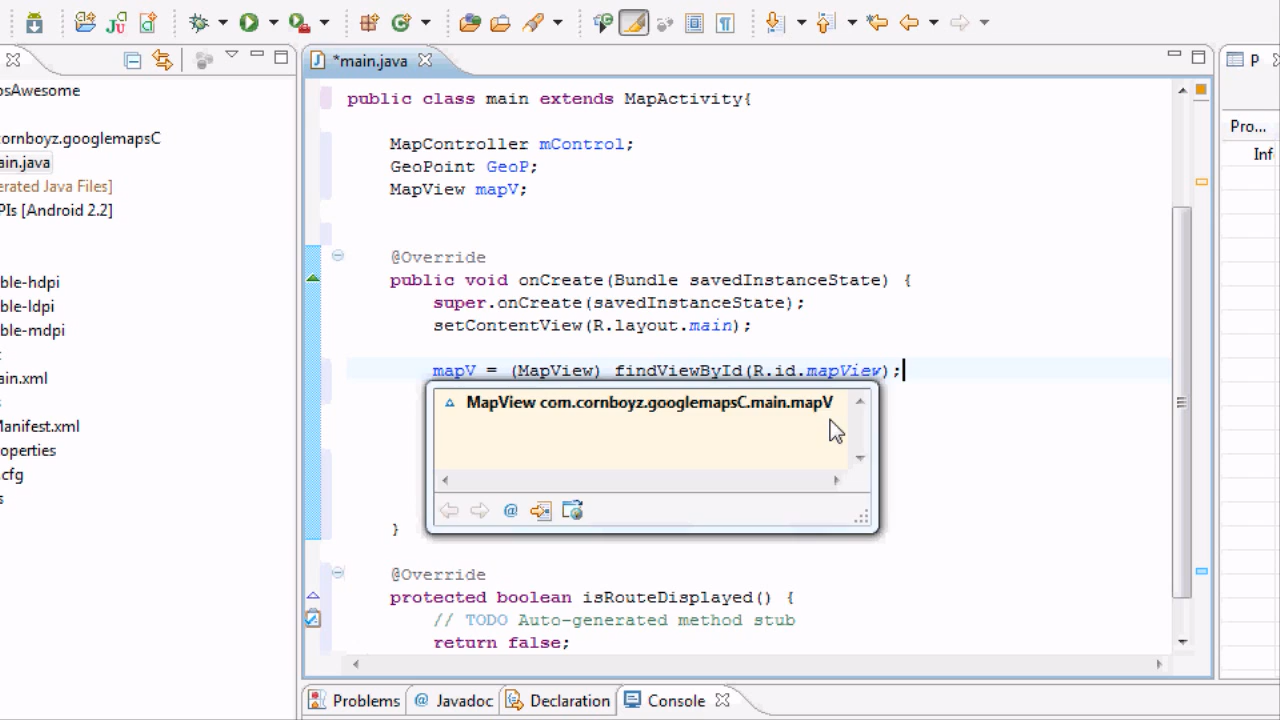 *main.java
P
osAwesome
public class main extends MapActivity{
Pro...
cornboyz.googlemapsC
MapController mControl;
Inf
ain.java
GeoPoint GeoP;
erated Java Files]
MapView mapV;
PIs [Android 2.2]
@Override
ble-hdpi
public void onCreate(Bundle savedInstanceState) {
ble-ldpi
super.onCreate(savedInstanceState);
ble-mdpi
setContentView(R.layout.main);
ain.xml
mapV = (MapView) findViewById(R.id.mapView);
MapView com.cornboyz.googlemapsC.main.mapV
Manifest.xml
operties
.cfg
s
@
}
@Override
protected boolean isRouteDisplayed() {
// TODO Auto-generated method stub
return false;
Problems @ Javadoc Declaration Console